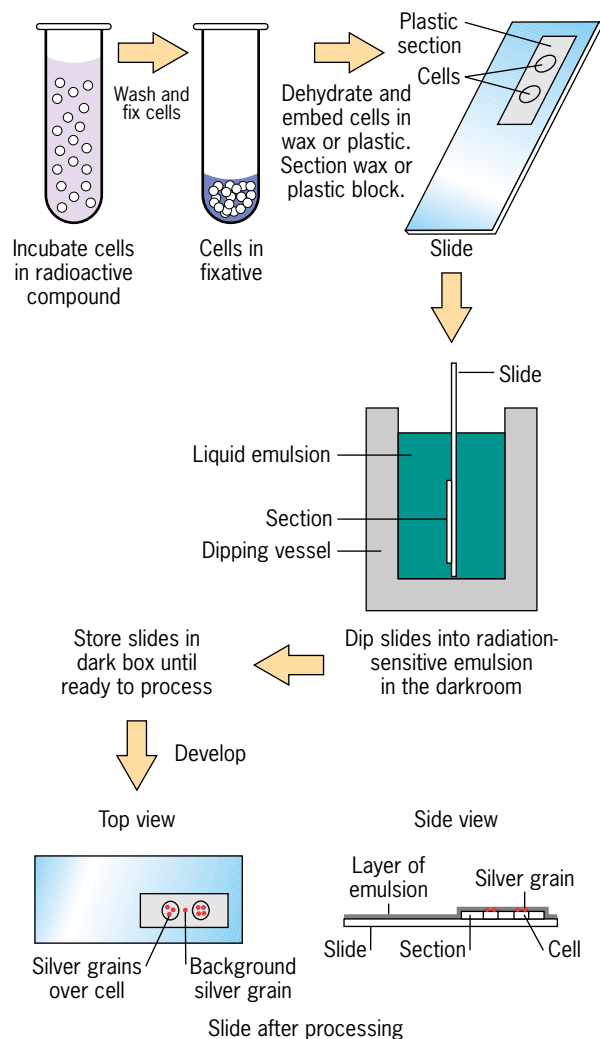 Wash and
fix cells
Dehydrate and
embed cells in
wax or plastic.
Section wax or
plastic block.
Plastic
section
Cells
Incubate cells
in radioactive
compound
Cells in
fixative
Slide
Slide
Liquid emulsion
Section
Dipping vessel
Dip slides into radiation-
sensitive emulsion
in the darkroom
Store slides in
dark box until
ready to process
Develop
Top view
Silver grains
over cell
Background
silver grain
Side view
Layer of
emulsion
Silver grain
Slide
Section
Cell
Slide after processing